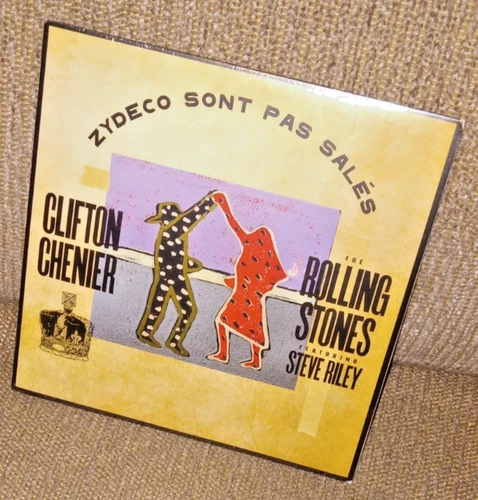 ZYDECO SONT PAS SALÉS
CLIFTON
CHENIER
THE
ROLLING
STONES
FEATURING
STEVE RILEY